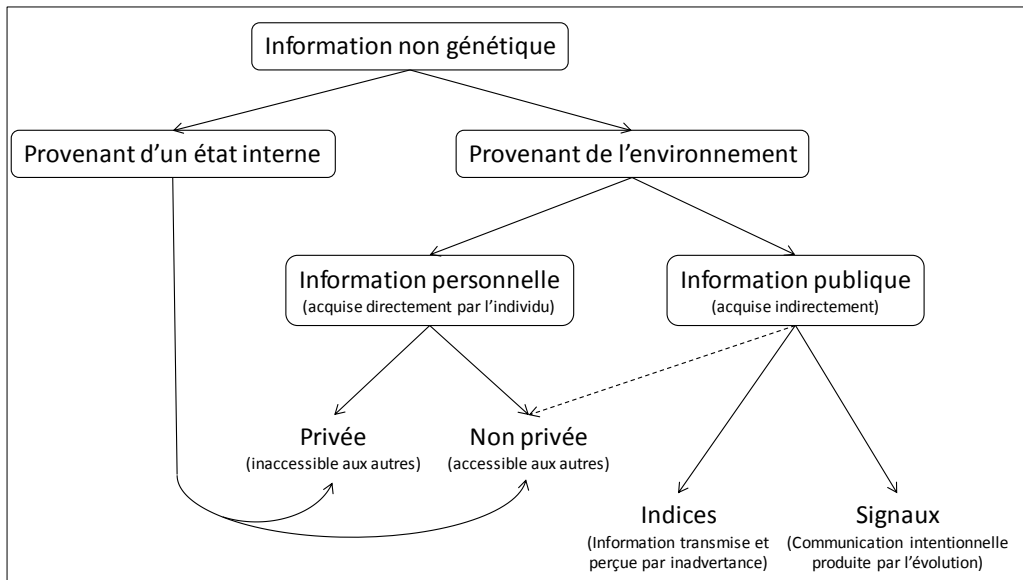 Information non génétique
Provenant d'un état interne
Provenant de l'environnement
Information personnelle
(acquise directement par l'individu)
Information publique
(acquise indirectement)
Privée
(inaccessible aux autres)
Non privée
(accessible aux autres)
Indices
(Information transmise et
perçue par inadvertance)
Signaux
(Communication intentionnelle
produite par l'évolution)